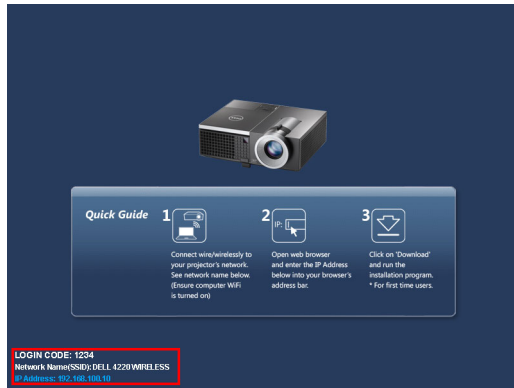 DELL
Quick Guide
1
Connect wire/wirelessly to
your projector's network.
See network name below.
(Ensure computer WiFi
is turned on)
2
IP:
Open web browser
and enter the IP Address
below into your browser's
address bar.
3
Click on 'Download'
and run the
installation program.
* For first time users.
LOGIN CODE: 1234
Network Name(SSID): DELL 4220 WIRELESS
IP Address: 192.168.100.10